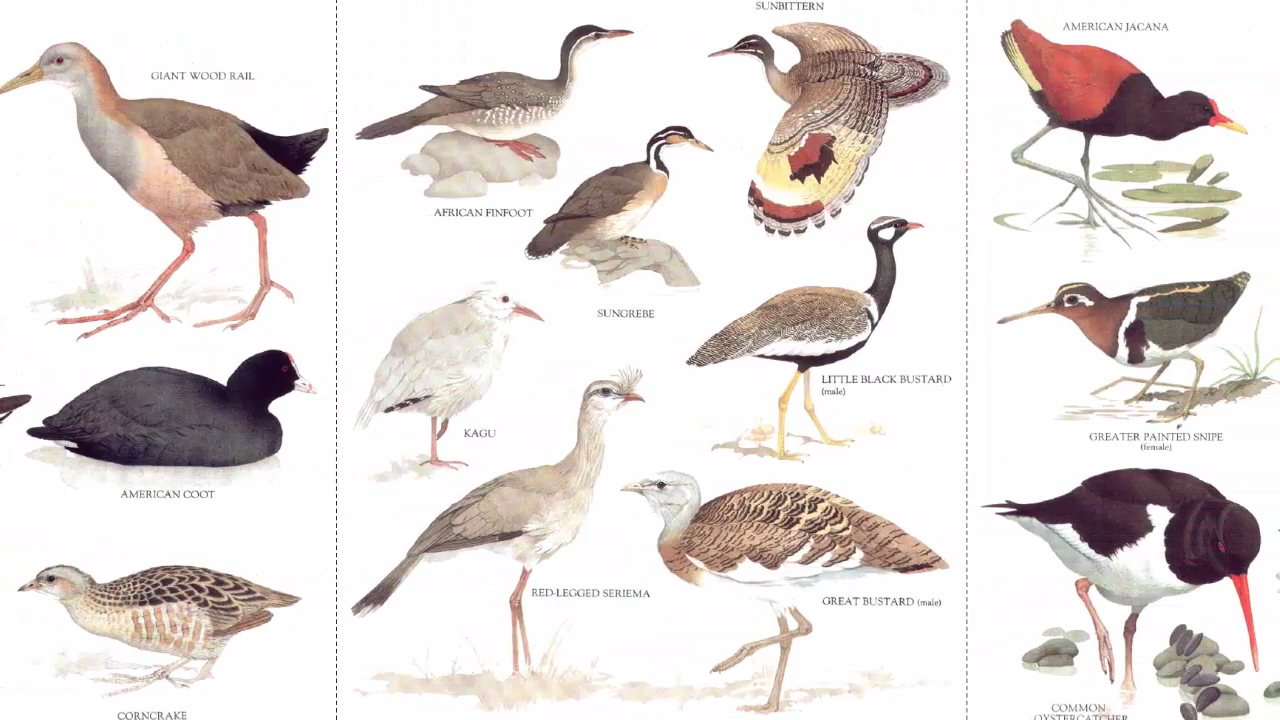 GIANT WOOD RAIL
AMERICAN COOT
CORNCRAKE
SUNBITTERN
AFRICAN FINFOOT
SUNGREBE
KAGU
LITTLE BLACK BUSTARD
(male)
RED-LEGGED SERIEMA
GREAT BUSTARD (male)
AMERICAN JACANA
GREATER PAINTED SNIPE
(female)
COMMON
OYSTERCATCHER